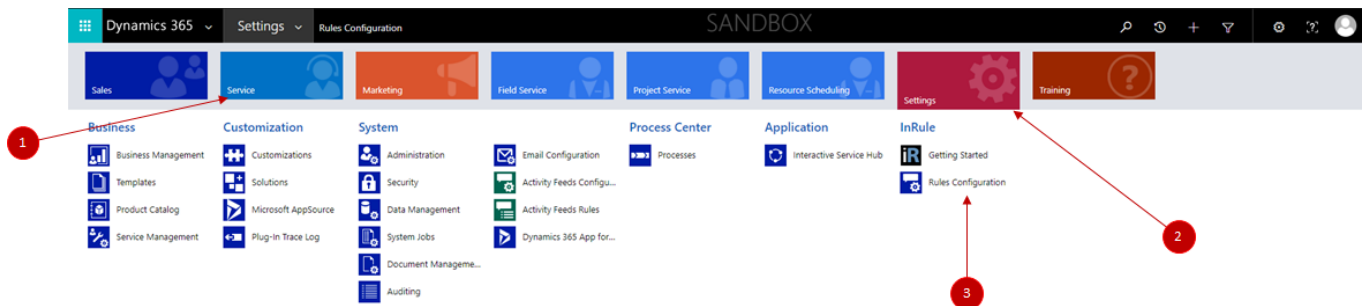 Dynamics 365
Settings
Rules Configuration
SANDBOX
[?]
Sales
Service
Marketing
Field Service
Project Service
Resource Scheduling
Settings
Training
?
1
Business
Business Management
Templates
Product Catalog
Service Management
Customization
Customizations
Solutions
Microsoft AppSource
Plug-In Trace Log
System
Administration
Security
Data Management
System Jobs
Document Manageme...
Auditing
Email Configuration
Activity Feeds Configu...
Activity Feeds Rules
Dynamics 365 App for...
Process Center
Processes
Application
Interactive Service Hub
InRule
iR
Getting Started
Rules Configuration
2
3